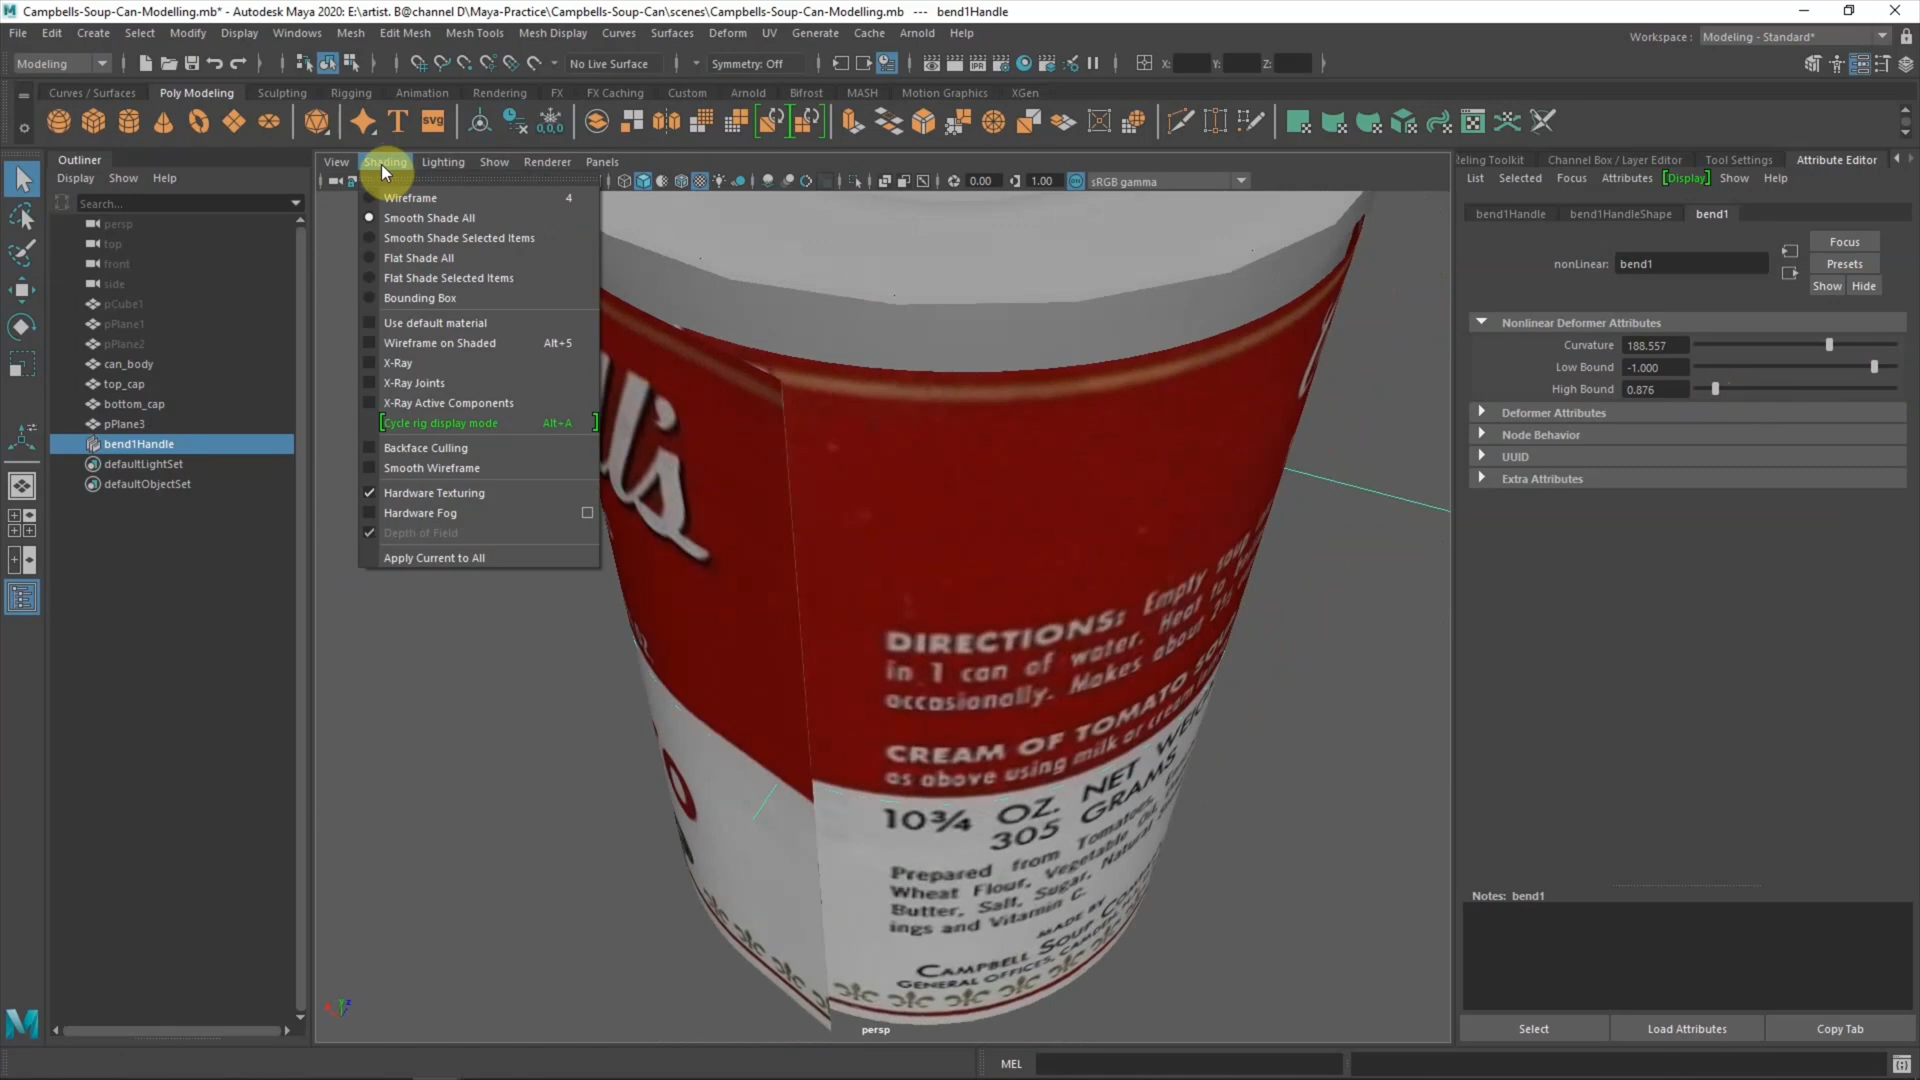 Campbells-Soup-Can-Modelling.mb* - Autodesk Maya 2020: E:\artist. B@channel D\Maya-Practice\Campbells-Soup-Can\scenes\Campbells-Soup-Can-Modelling.mb --- bend1Handle
File Edit Create Select Modify Display Windows Mesh Edit Mesh Mesh Tools Mesh Display Curves Surfaces Deform UV Generate Cache Arnold Help
Workspace : Modeling - Standard*
Modeling No Live Surface Symmetry: Off X: Y: Z:
Curves / Surfaces Poly Modeling Sculpting Rigging Animation Rendering FX FX Caching Custom Arnold Bifrost MASH Motion Graphics XGen
T svg 0,0,0
Outliner
Display Show Help
Search...
persp
top
front
side
pCube1
pPlane1
pPlane2
can_body
top_cap
bottom_cap
pPlane3
bend1Handle
defaultLightSet
defaultObjectSet
View Shading Lighting Show Renderer Panels
0.00 1.00 sRGB gamma
Wireframe 4
Smooth Shade All
Smooth Shade Selected Items
Flat Shade All
Flat Shade Selected Items
Bounding Box
Use default material
Wireframe on Shaded Alt+5
X-Ray
X-Ray Joints
X-Ray Active Components
Cycle rig display mode Alt+A
Backface Culling
Smooth Wireframe
Hardware Texturing
Hardware Fog
Depth of Field
Apply Current to All
DIRECTIONS: Empty soup
in 1 can of water. Heat to
occasionally. Makes about
CREAM OF TOMATO
as above using milk or cream
10¾ OZ. NET
305 GRAMS
Prepared from Tomatoes,
Wheat Flour, Vegetable Oil,
Butter, Salt, Sugar, Natural
ings and Vitamin C.
MADE BY
CAMPBELL SOUP
GENERAL OFFICES,
persp
eling Toolkit Channel Box / Layer Editor Tool Settings Attribute Editor
List Selected Focus Attributes Display Show Help
bend1Handle bend1HandleShape bend1
nonLinear: bend1
Focus
Presets
Show Hide
Nonlinear Deformer Attributes
Curvature 188.557
Low Bound -1.000
High Bound 0.876
Deformer Attributes
Node Behavior
UUID
Extra Attributes
Notes: bend1
Select Load Attributes Copy Tab
MEL